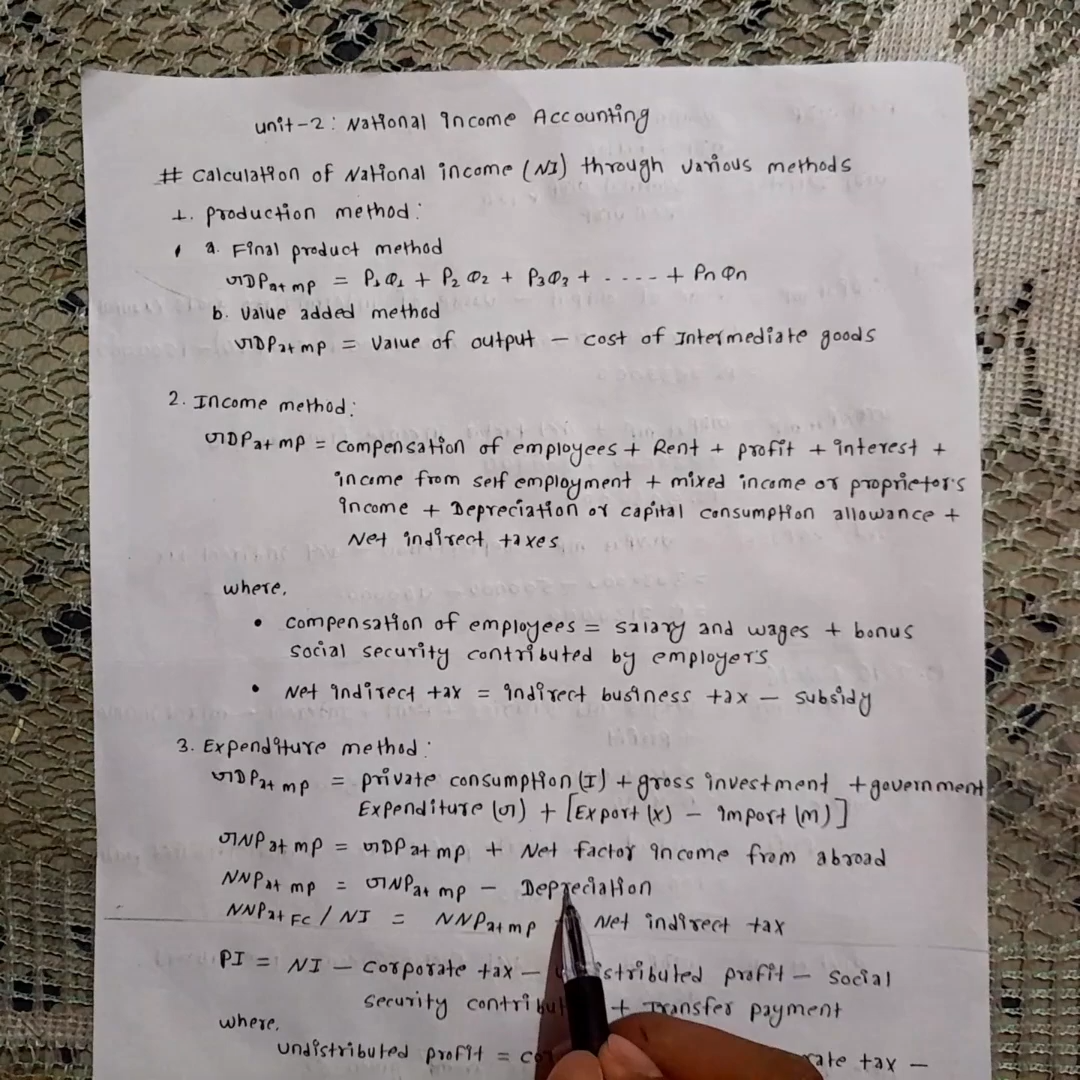 Unit-2: National Income Accounting
# Calculation of National income (NI) through various methods
1. Production method:
a. Final product method
GDPat mp = P1Q1 + P2Q2 + P3Q3 + ..... + PnQn
b. Value added method
GDPat mp = Value of output - cost of Intermediate goods
2. Income method:
GDPat mp = compensation of employees + Rent + profit + interest +
income from self employment + mixed income or proprietor's
income + Depreciation or capital consumption allowance +
Net indirect taxes
where,
• compensation of employees = salary and wages + bonus
social security contributed by employers
• Net indirect tax = indirect business tax - subsidy
3. Expenditure method:
GDPat mp = private consumption (I) + gross investment + government
Expenditure (G) + [Export (X) - Import (M)]
GNPat mp = GDPat mp + Net factor income from abroad
NNPat mp = GNPat mp - Depreciation
NNPat FC / NI = NNPat mp Net indirect tax
PI = NI - corporate tax - profit - social
security + Transfer payment
where,
Undistributed profit = tax -